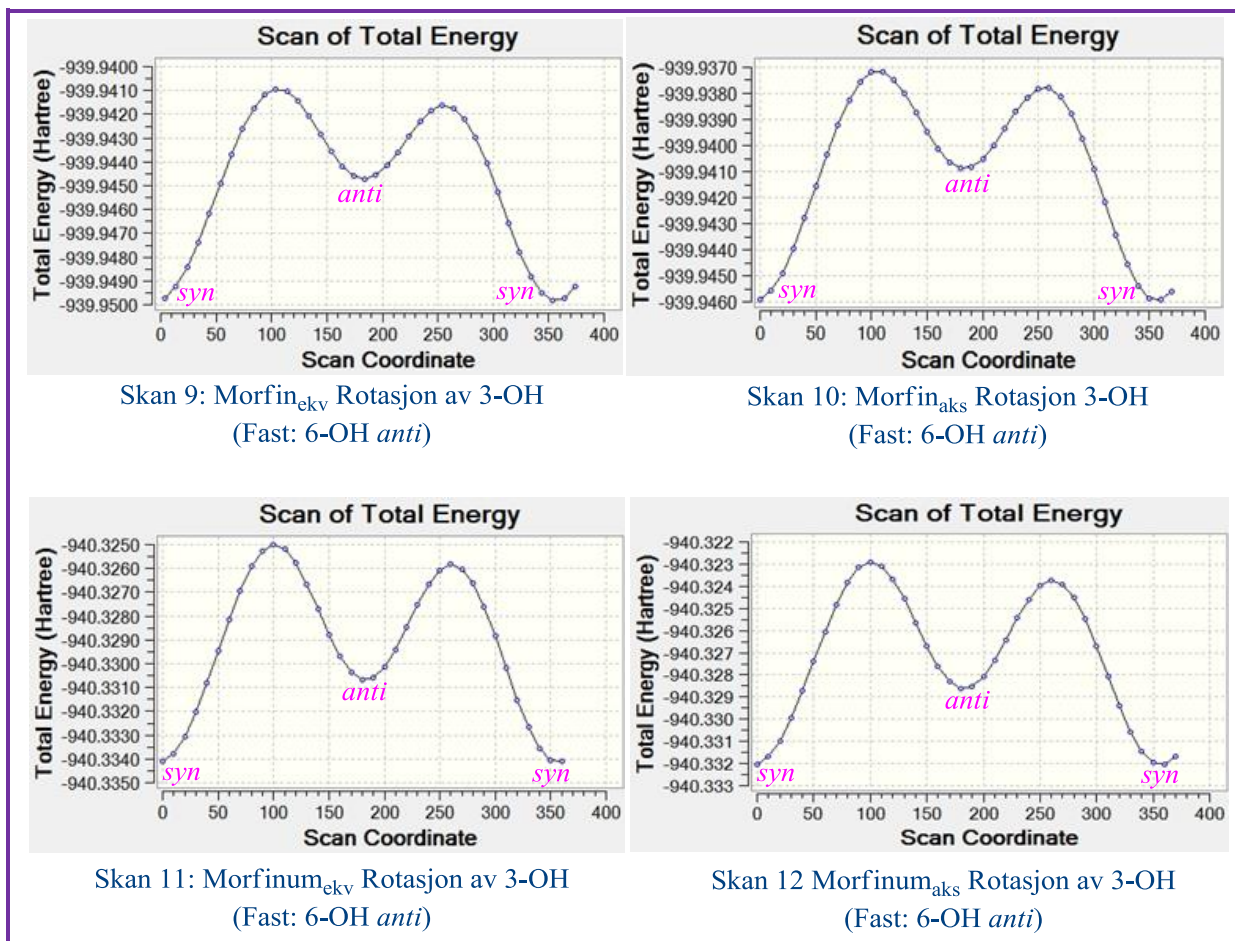 Scan of Total Energy
Total Energy (Hartree)
-939.9400
-939.9410
-939.9420
-939.9430
-939.9440
-939.9450
-939.9460
-939.9470
-939.9480
-939.9490
-939.9500
syn
anti
syn
0 50 100 150 200 250 300 350 400
Scan Coordinate
Skan 9: Morfinekv Rotasjon av 3-OH
(Fast: 6-OH anti)
Scan of Total Energy
Total Energy (Hartree)
-939.9370
-939.9380
-939.9390
-939.9400
-939.9410
-939.9420
-939.9430
-939.9440
-939.9450
-939.9460
syn
anti
syn
0 50 100 150 200 250 300 350 400
Scan Coordinate
Skan 10: Morfinaks Rotasjon 3-OH
(Fast: 6-OH anti)
Scan of Total Energy
Total Energy (Hartree)
-940.3250
-940.3260
-940.3270
-940.3280
-940.3290
-940.3300
-940.3310
-940.3320
-940.3330
-940.3340
-940.3350
syn
anti
syn
0 50 100 150 200 250 300 350 400
Scan Coordinate
Skan 11: Morfinumekv Rotasjon av 3-OH
(Fast: 6-OH anti)
Scan of Total Energy
Total Energy (Hartree)
-940.322
-940.323
-940.324
-940.325
-940.326
-940.327
-940.328
-940.329
-940.330
-940.331
-940.332
-940.333
syn
anti
syn
0 50 100 150 200 250 300 350 400
Scan Coordinate
Skan 12 Morfinumaks Rotasjon av 3-OH
(Fast: 6-OH anti)